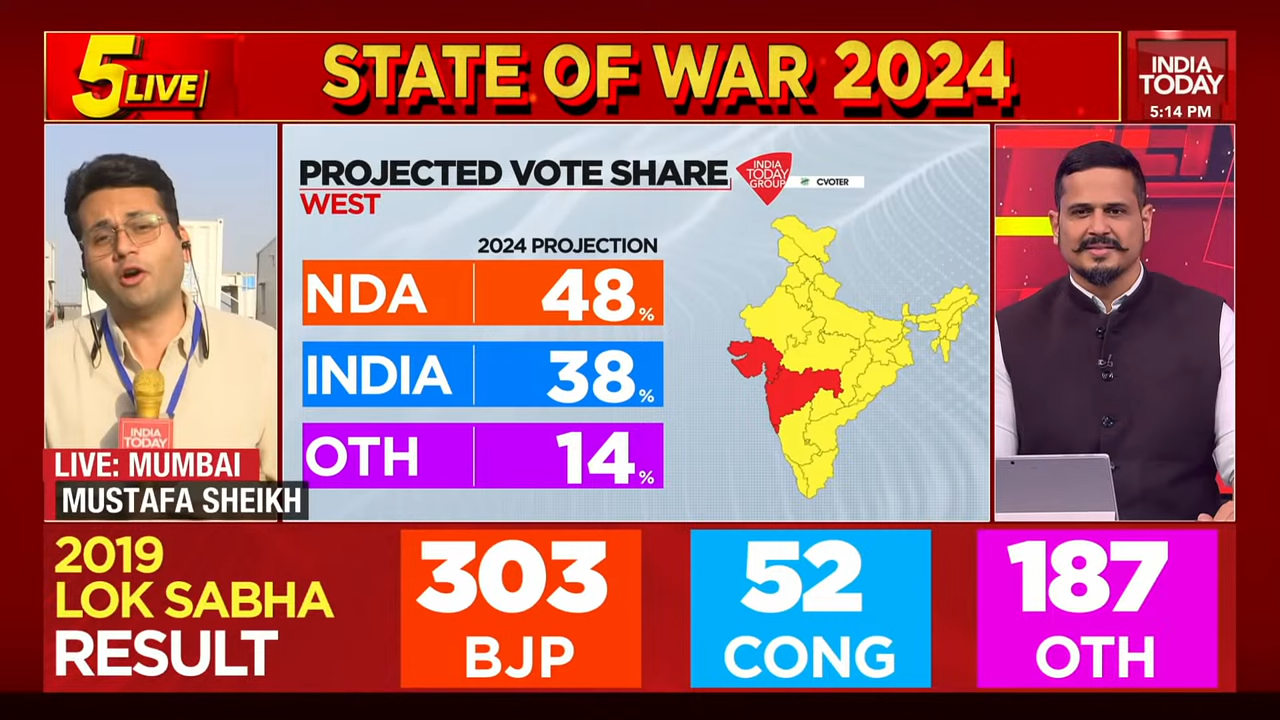 5 LIVE
STATE OF WAR 2024
INDIA
TODAY
5:14 PM
PROJECTED VOTE SHARE
WEST
INDIA
TODAY
GROUP
CVOTER
2024 PROJECTION
NDA 48%
INDIA 38%
OTH 14%
INDIA
TODAY
LIVE: MUMBAI
MUSTAFA SHEIKH
2019
LOK SABHA
RESULT
303
BJP
52
CONG
187
OTH